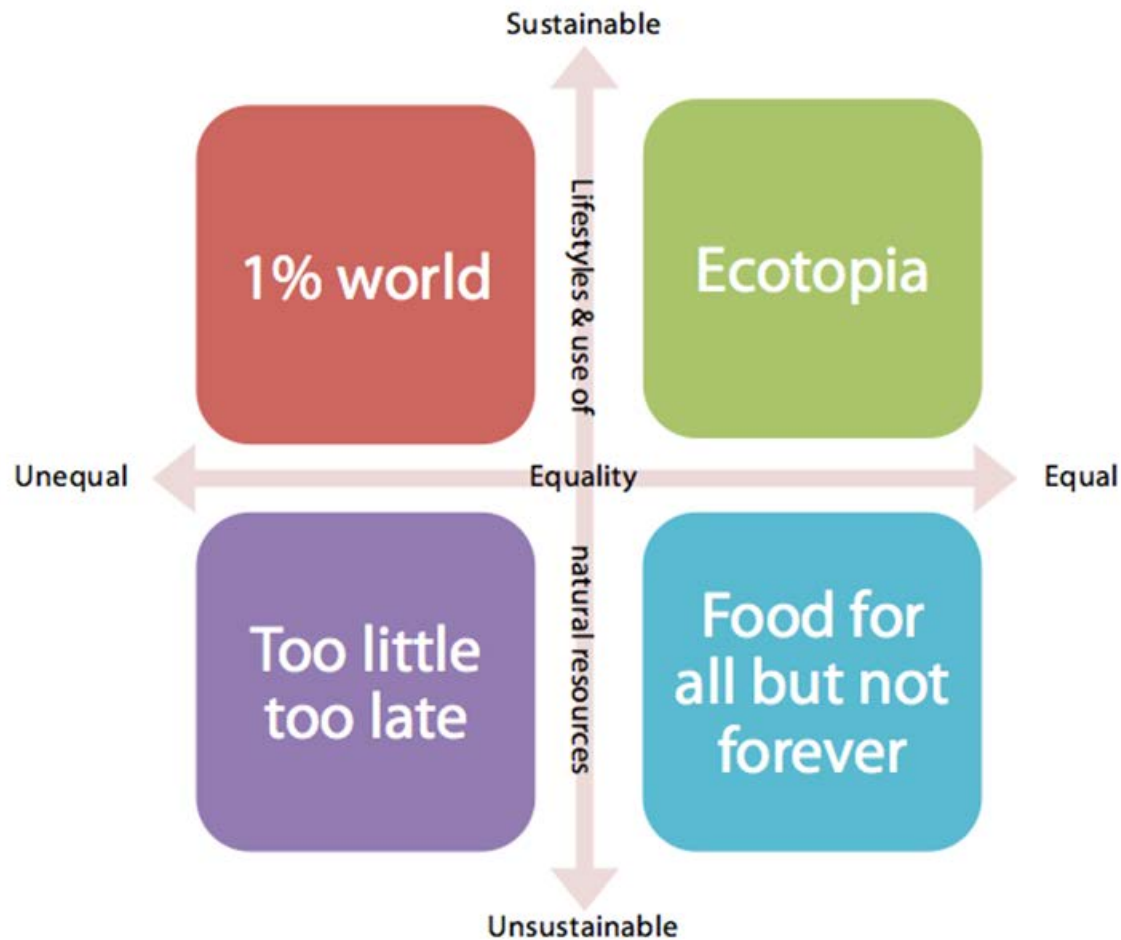 Sustainable
1% world
Ecotopia
Lifestyles & use of
Unequal
Equality
Equal
natural resources
Too little
too late
Food for
all but not
forever
Unsustainable